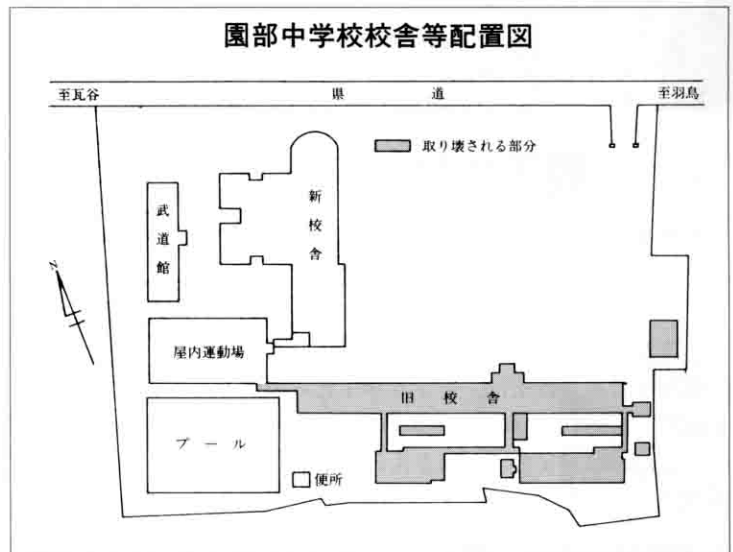 園部中学校校舎等配置図
至瓦谷
県道
至羽鳥
取り壊される部分
新校舎
武道館
N
屋内運動場
旧校舎
プール
便所